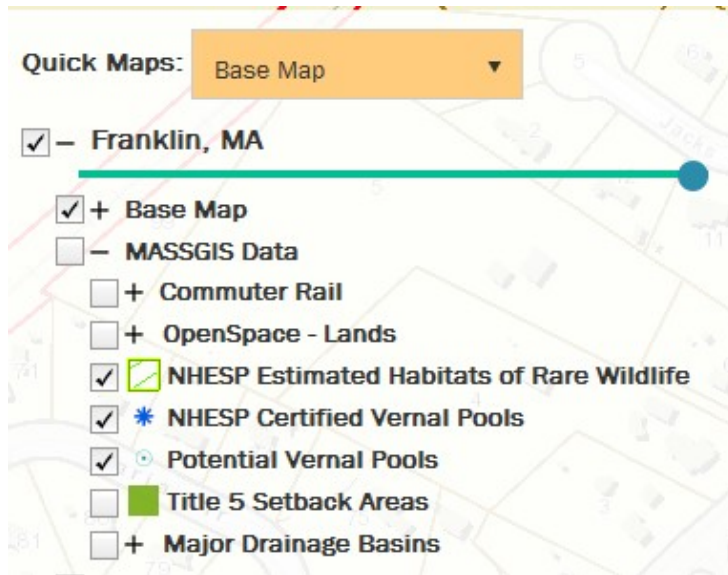 Quick Maps: Base Map
Franklin, MA
Base Map
MASSGIS Data
Commuter Rail
OpenSpace - Lands
NHESP Estimated Habitats of Rare Wildlife
NHESP Certified Vernal Pools
Potential Vernal Pools
Title 5 Setback Areas
Major Drainage Basins